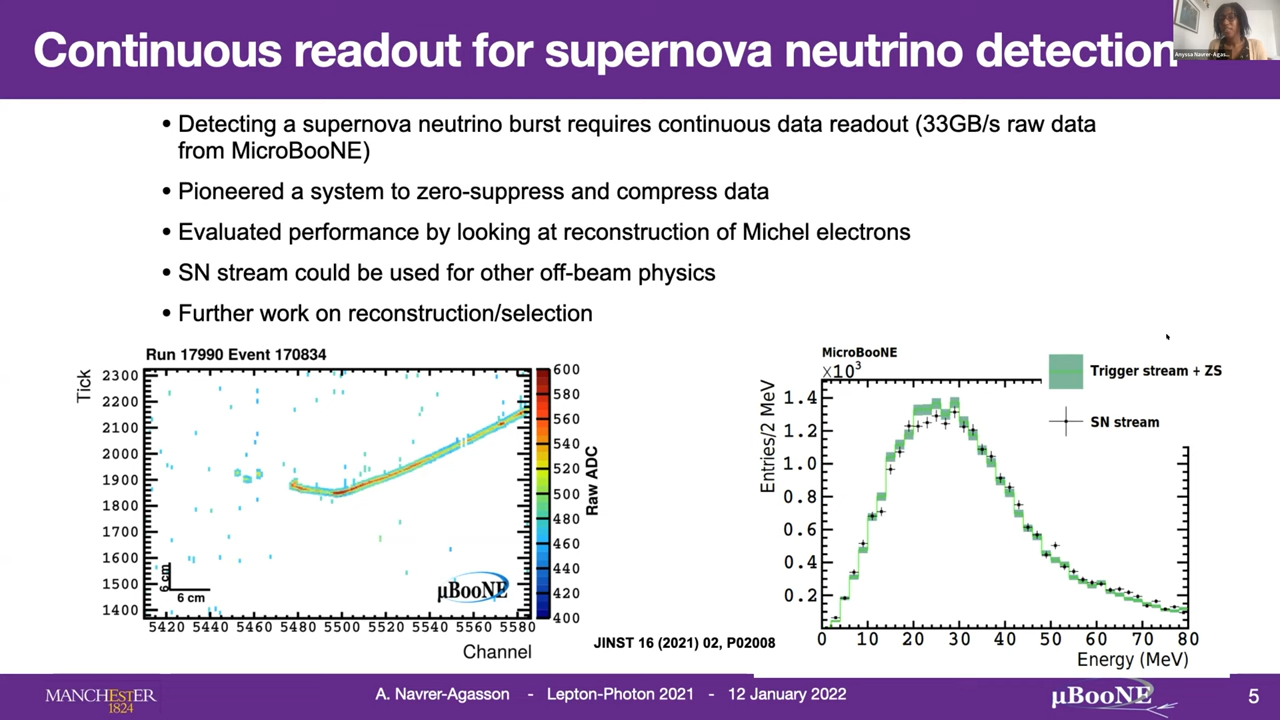 Continuous readout for supernova neutrino detection
Anyssa Navrer-Agas...
• Detecting a supernova neutrino burst requires continuous data readout (33GB/s raw data
from MicroBooNE)
• Pioneered a system to zero-suppress and compress data
• Evaluated performance by looking at reconstruction of Michel electrons
• SN stream could be used for other off-beam physics
• Further work on reconstruction/selection
Run 17990 Event 170834
Tick
2300
2200
2100
2000
1900
1800
1700
1600
1500
1400
6 cm
6 cm
µBooNE
5420 5440 5460 5480 5500 5520 5540 5560 5580
Channel
600
580
560
540
520
500
480
460
440
420
400
Raw ADC
JINST 16 (2021) 02, P02008
MicroBooNE
×10³
Entries/2 MeV
1.4
1.2
1.0
0.8
0.6
0.4
0.2
0 10 20 30 40 50 60 70 80
Energy (MeV)
Trigger stream + ZS
SN stream
MANCHESTER
1824
A. Navrer-Agasson - Lepton-Photon 2021 - 12 January 2022
µBooNE
5